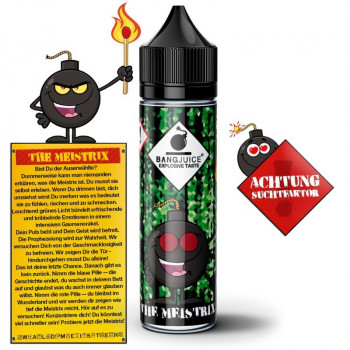 THE MEISTRIX
Bist Du der Auserwählte?
Dummerweise kann man niemanden
erklären, was die Meistrix ist. Du musst sie
selbst erleben. Wenn Du drinnen bist, dich
umsiehst wirst Du merken was es bedeutet
sie zu fühlen, riechen und zu schmecken.
Leuchtend grünes Licht bündelt erfrischende
und kribbelnde Emotionen in einem
intensiven Gaumenorakel.
Dein Puls bebt und Dein Geist wird befreit.
Die Prophezeiung wird zur Wahrheit. Wir
versuchen Dich von der Geschmacklosigkeit
zu befreien. Wir zeigen Dir die Tür -
hindurchgehen musst Du alleine!
Das ist deine letzte Chance. Danach gibt es
kein zurück. Nimm die blaue Pille – die
Geschichte endet, du wachst in deinem Bett
auf und glaubst was du auch immer glauben
willst. Nimm die rote Pille – du bleibst im
Wunderland und wir werden dir zeigen wie
tief die Meistrix reicht. Hör auf es zu
versuchen! Konzentriere dich! Du könntest
viel schneller sein! Problem jetzt die Meistrix!
BANGJUICE
EXPLOSIVE TASTE
THE MEISTRIX
ACHTUNG
SUCHTFAKTOR